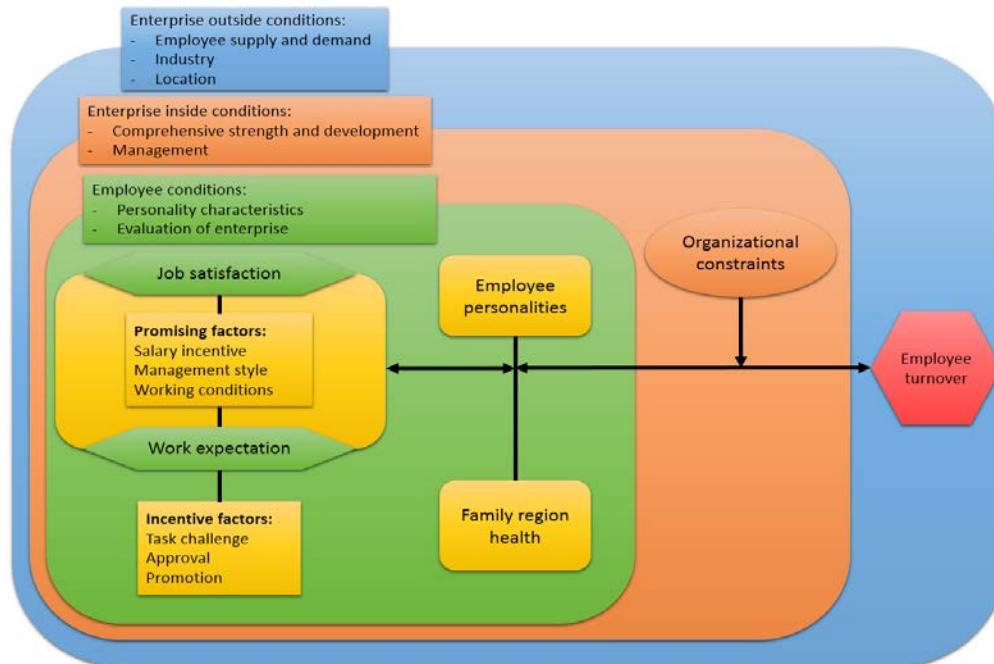 Enterprise outside conditions:
- Employee supply and demand
- Industry
- Location
Enterprise inside conditions:
- Comprehensive strength and development
- Management
Employee conditions:
- Personality characteristics
- Evaluation of enterprise
Job satisfaction
Promising factors:
Salary incentive
Management style
Working conditions
Work expectation
Incentive factors:
Task challenge
Approval
Promotion
Employee
personalities
Family region
health
Organizational
constraints
Employee
turnover